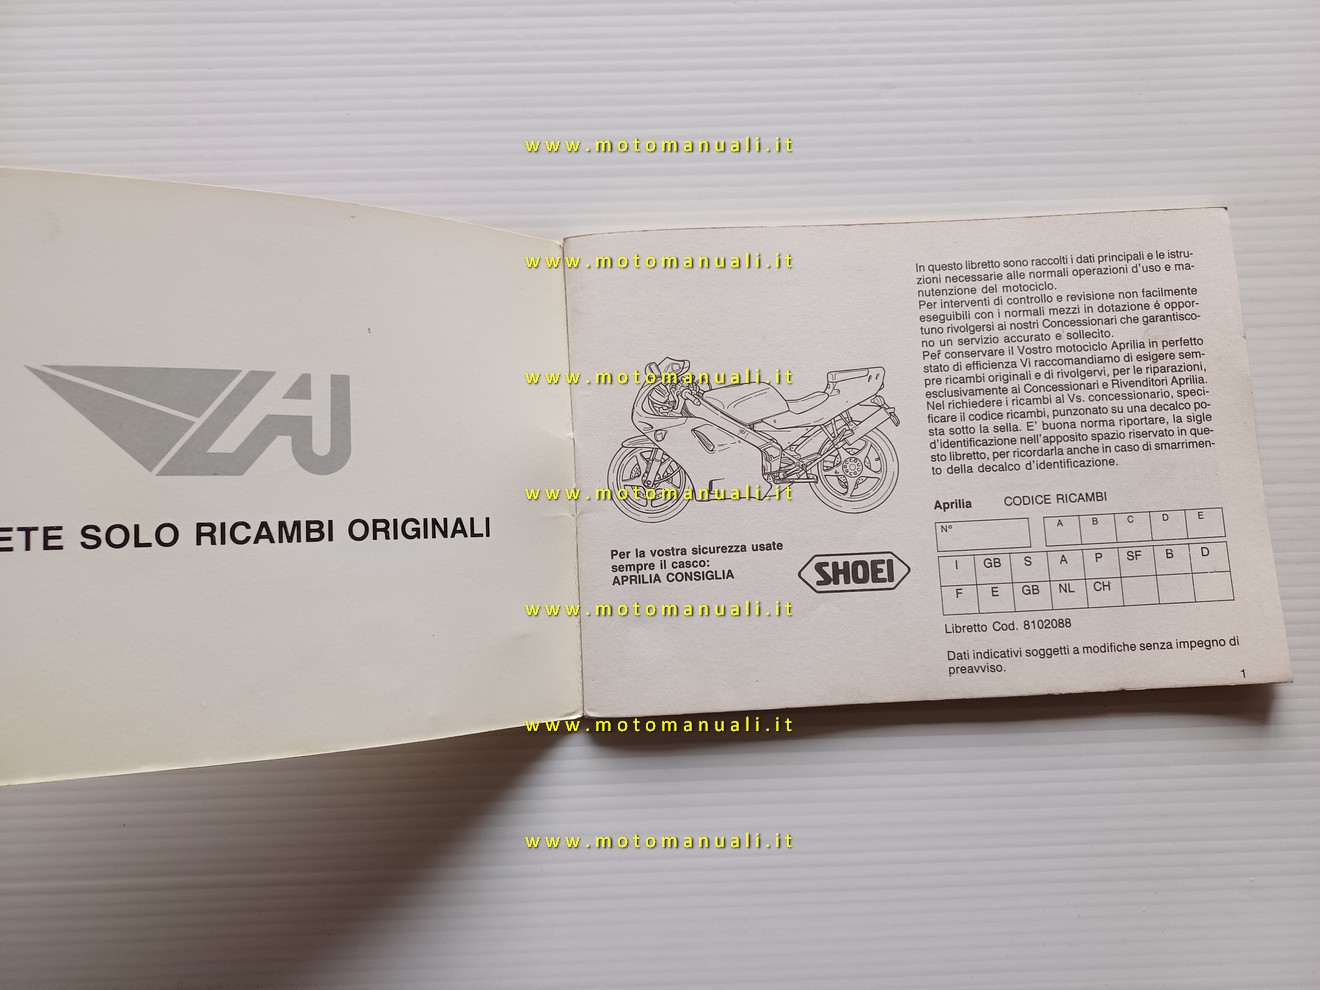 www.motomanuali.it
www.motomanuali.it
www.motomanuali.it
www.motomanuali.it
www.motomanuali.it
www.motomanuali.it
www.motomanuali.it
ETE SOLO RICAMBI ORIGINALI
Per la vostra sicurezza usate
sempre il casco:
APRILIA CONSIGLIA
SHOEI
In questo libretto sono raccolti i dati principali e le istru-
zioni necessarie alle normali operazioni d'uso e ma-
nutenzione del motociclo.
Per interventi di controllo e revisione non facilmente
eseguibili con i normali mezzi in dotazione é oppor-
tuno rivolgersi ai nostri Concessionari che garantisco-
no un servizio accurato e sollecito.
Per conservare il Vostro motociclo Aprilia in perfetto
stato di efficienza Vi raccomandiamo di esigere sem-
pre ricambi originali e di rivolgervi, per le riparazioni,
esclusivamente ai Concessionari e Rivenditori Aprilia.
Nel richiedere i ricambi al Vs. concessionario, speci-
ficare il codice ricambi, punzonato su una decalco po-
sta sotto la sella. E' buona norma riportare, la sigle
d'identificazione nell'apposito spazio riservato in que-
sto libretto, per ricordarla anche in caso di smarrimen-
to della decalco d'identificazione.
Aprilia CODICE RICAMBI
N° A B C D E
I GB S A P SF B D
F E GB NL CH
Libretto Cod. 8102088
Dati indicativi soggetti a modifiche senza impegno di
preavviso.
1